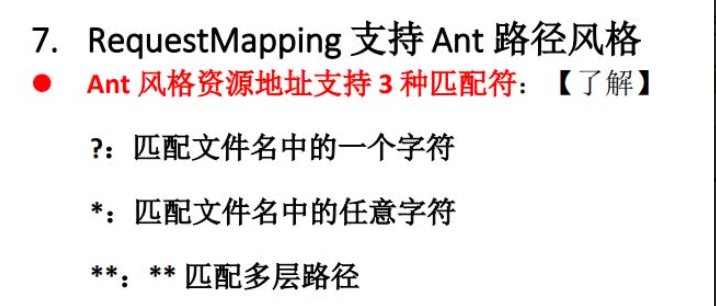 7. RequestMapping 支持 Ant 路径风格
● Ant 风格资源地址支持 3 种匹配符：【了解】
?：匹配文件名中的一个字符
*：匹配文件名中的任意字符
**：** 匹配多层路径